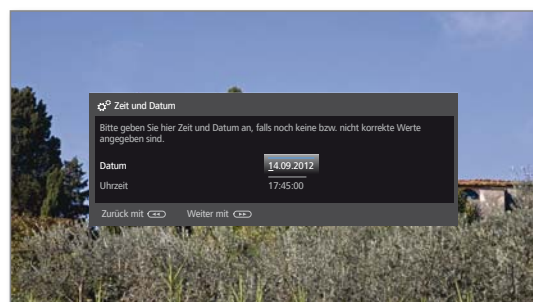 Zeit und Datum
Bitte geben Sie hier Zeit und Datum an, falls noch keine bzw. nicht korrekte Werte
angegeben sind.
Datum 14.09.2012
Uhrzeit 17:45:00
Zurück mit Weiter mit